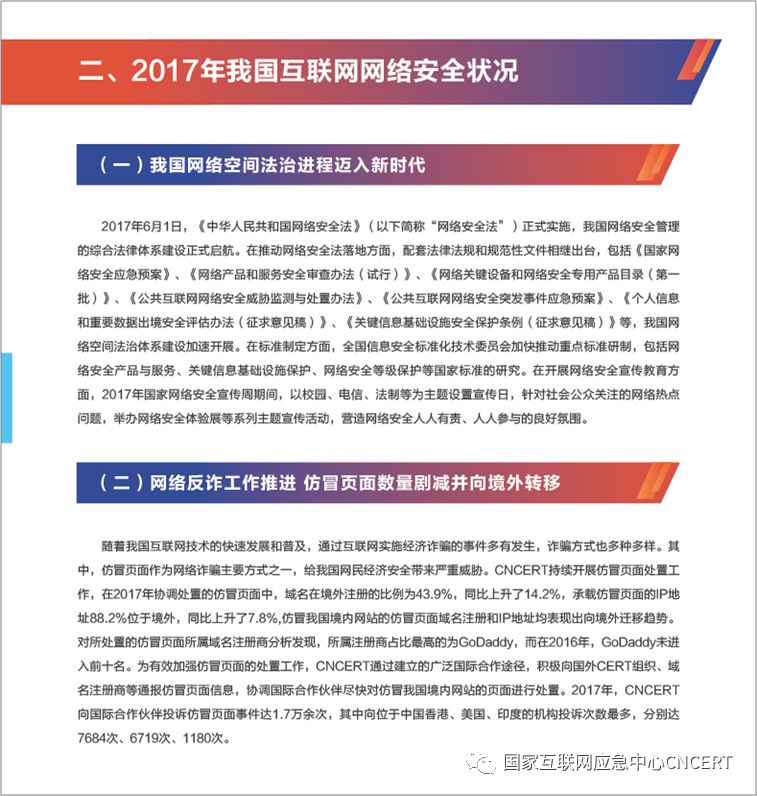 二、2017年我国互联网网络安全状况
（一）我国网络空间法治进程迈入新时代
2017年6月1日，《中华人民共和国网络安全法》（以下简称“网络安全法”）正式实施，我国网络安全管理
的综合法律体系建设正式启航。在推动网络安全法落地方面，配套法律法规和规范性文件相继出台，包括《国家网
络安全应急预案》、《网络产品和服务安全审查办法（试行）》、《网络关键设备和网络安全专用产品目录（第一
批）》、《公共互联网网络安全威胁监测与处置办法》、《公共互联网网络安全突发事件应急预案》、《个人信息
和重要数据出境安全评估办法（征求意见稿）》、《关键信息基础设施安全保护条例（征求意见稿）》等，我国网
络空间法治体系建设加速开展。在标准制定方面，全国信息安全标准化技术委员会加快推动重点标准研制，包括网
络安全产品与服务、关键信息基础设施保护、网络安全等级保护等国家标准的研究。在开展网络安全宣传教育方
面，2017年国家网络安全宣传周期间，以校园、电信、法制等为主题设置宣传日，针对社会公众关注的网络热点
问题，举办网络安全体验展等系列主题宣传活动，营造网络安全人人有责、人人参与的良好氛围。
（二）网络反诈工作推进 仿冒页面数量剧减并向境外转移
随着我国互联网技术的快速发展和普及，通过互联网实施经济诈骗的事件多有发生，诈骗方式也多种多样。其
中，仿冒页面作为网络诈骗主要方式之一，给我国网民经济安全带来严重威胁。CNCERT持续开展仿冒页面处置工
作，在2017年协调处置的仿冒页面中，域名在境外注册的比例为43.9%，同比上升了14.2%，承载仿冒页面的IP地
址88.2%位于境外，同比上升了7.8%,仿冒我国境内网站的仿冒页面域名注册和IP地址均表现出向境外迁移趋势。
对所处置的仿冒页面所属域名注册商分析发现，所属注册商占比最高的为GoDaddy，而在2016年，GoDaddy未进
入前十名。为有效加强仿冒页面的处置工作，CNCERT通过建立的广泛国际合作途径，积极向国外CERT组织、域
名注册商等通报仿冒页面信息，协调国际合作伙伴尽快对仿冒我国境内网站的页面进行处置。2017年，CNCERT
向国际合作伙伴投诉仿冒页面事件达1.7万余次，其中向位于中国香港、美国、印度的机构投诉次数最多，分别达
7684次、6719次、1180次。
国家互联网应急中心CNCERT